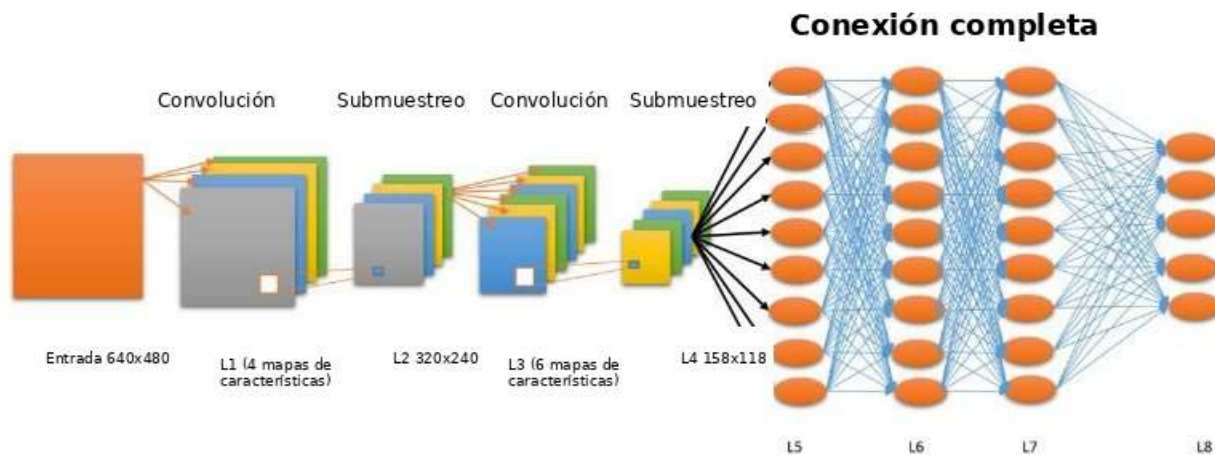 Conexión completa
Convolución
Submuestreo
Convolución
Submuestreo
Entrada 640x480
L1 (4 mapas de
características)
L2 320x240
L3 (6 mapas de
características)
L4 158x118
L5
L6
L7
L8